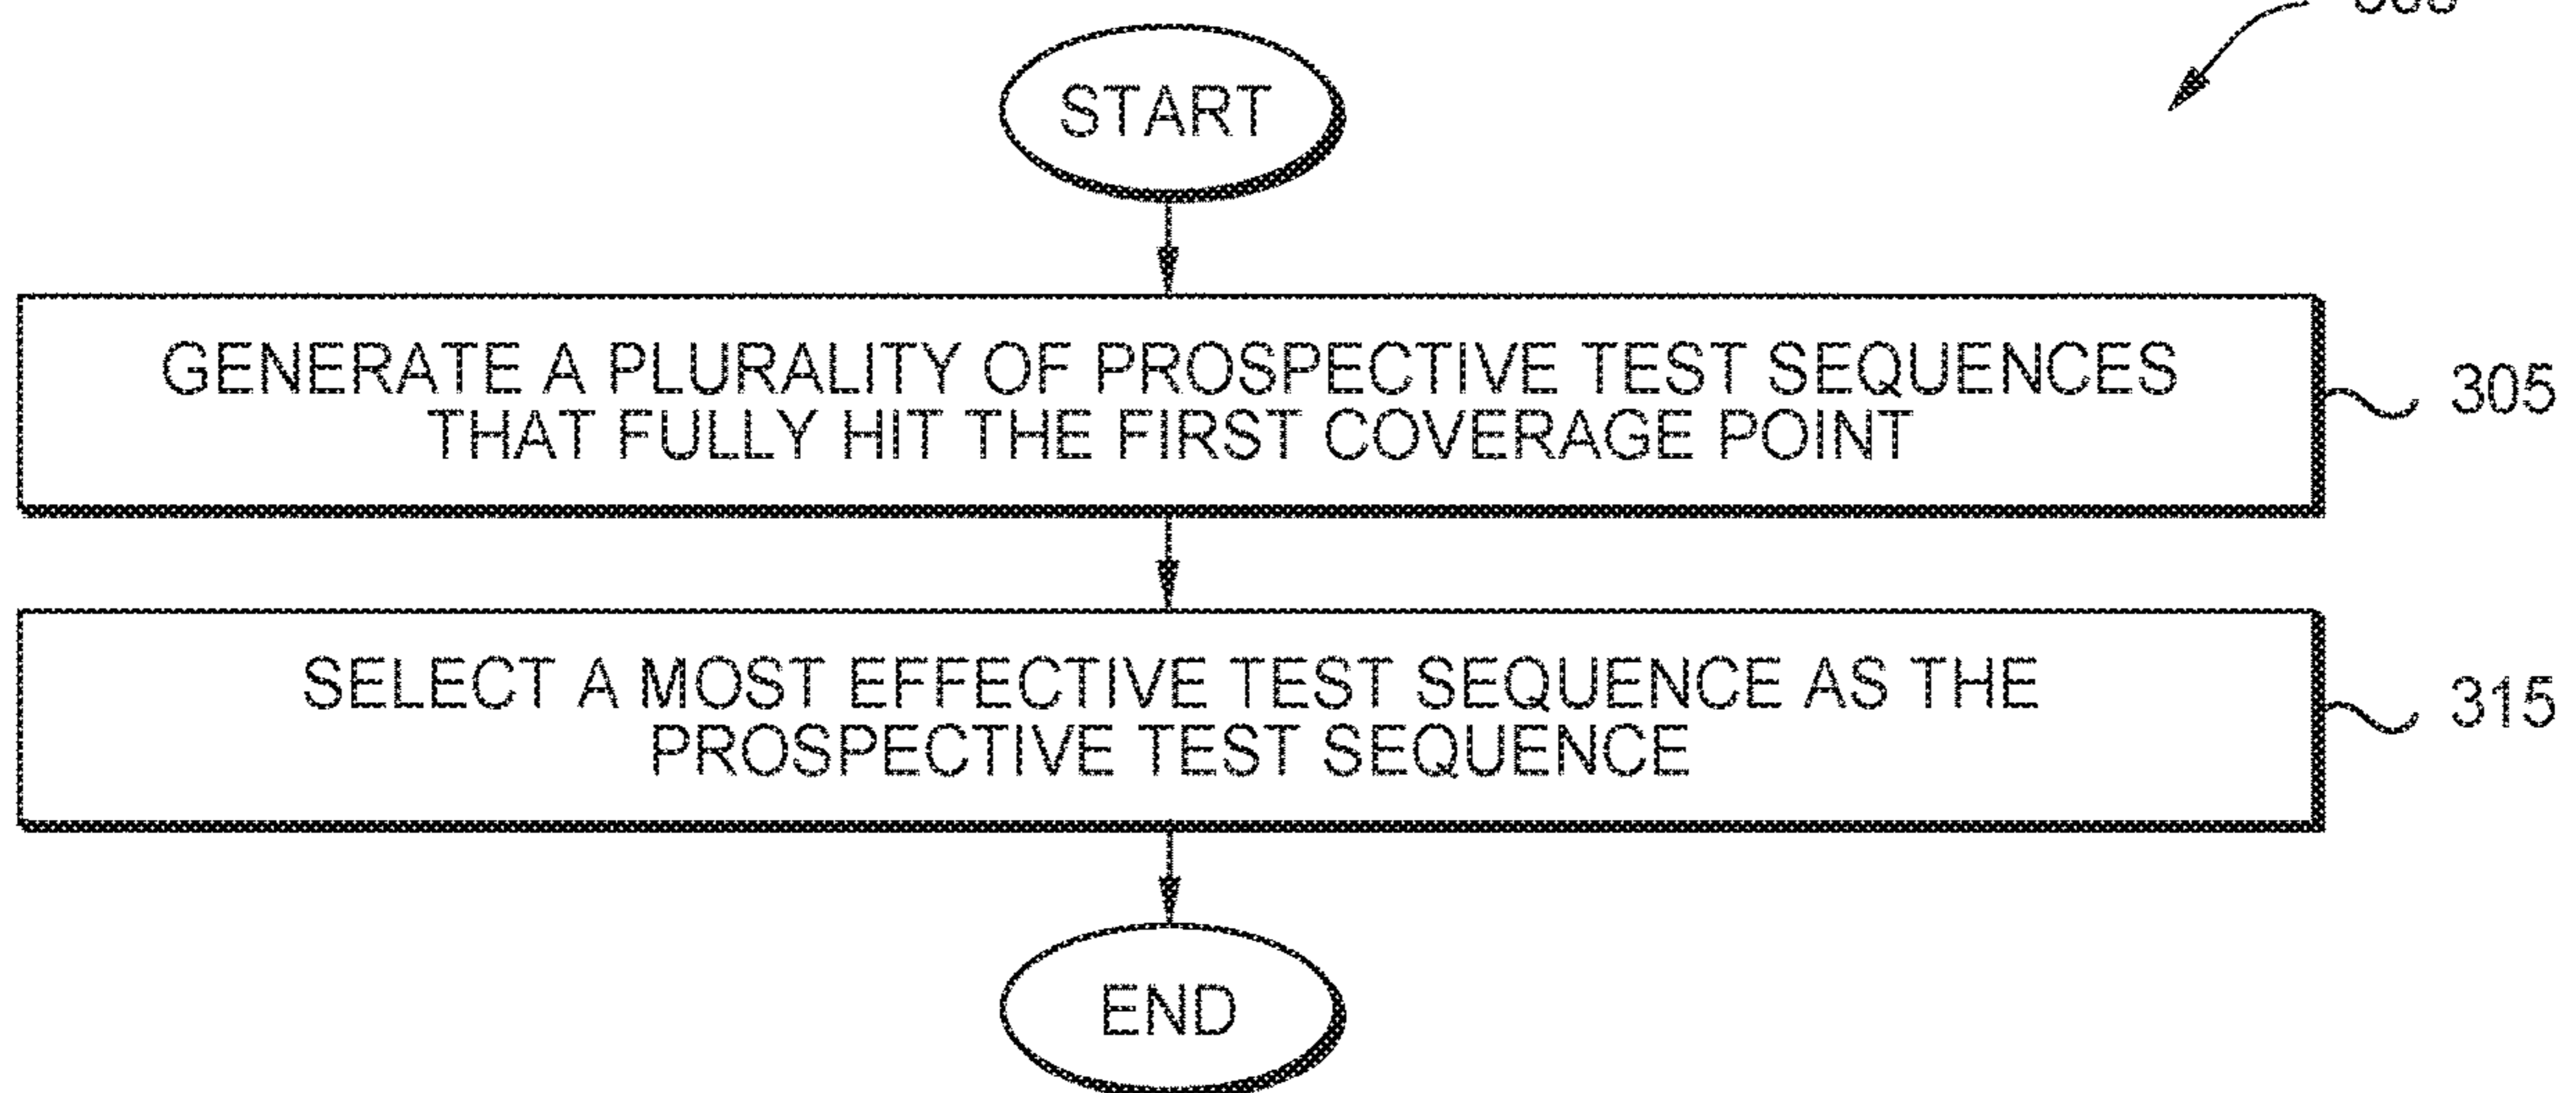 START
GENERATE A PLURALITY OF PROSPECTIVE TEST SEQUENCES
THAT FULLY HIT THE FIRST COVERAGE POINT
305
SELECT A MOST EFFECTIVE TEST SEQUENCE AS THE
PROSPECTIVE TEST SEQUENCE
315
END